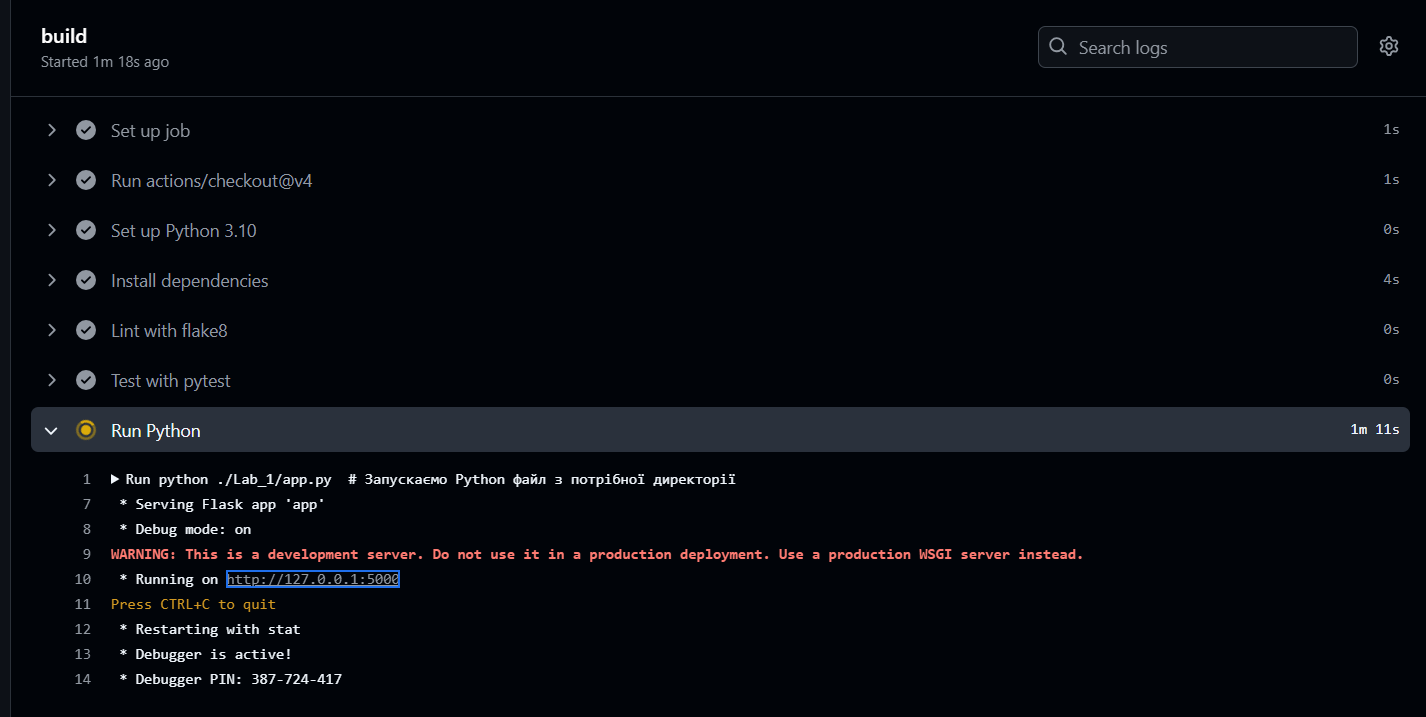 build
Started 1m 18s ago
Search logs
Set up job 1s
Run actions/checkout@v4 1s
Set up Python 3.10 0s
Install dependencies 4s
Lint with flake8 0s
Test with pytest 0s
Run Python 1m 11s
1 Run python ./Lab_1/app.py  # Запускаємо Python файл з потрібної директорії
7 * Serving Flask app 'app'
8 * Debug mode: on
9 WARNING: This is a development server. Do not use it in a production deployment. Use a production WSGI server instead.
10 * Running on http://127.0.0.1:5000
11 Press CTRL+C to quit
12 * Restarting with stat
13 * Debugger is active!
14 * Debugger PIN: 387-724-417